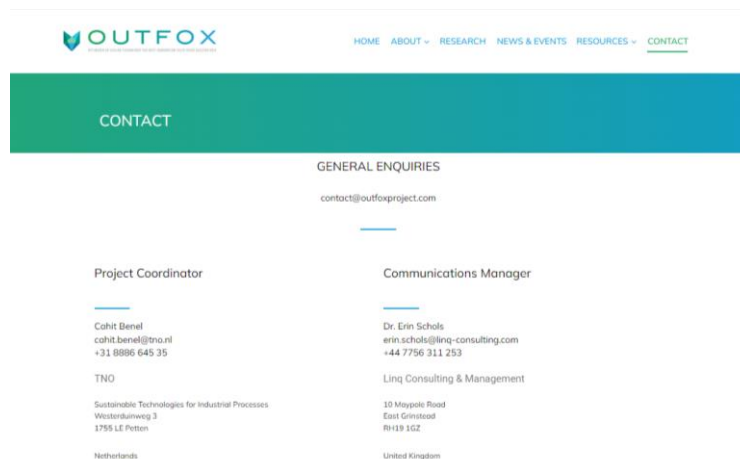 OUTFOX
HOME ABOUT RESEARCH NEWS & EVENTS RESOURCES CONTACT
CONTACT
GENERAL ENQUIRIES
contact@outfoxproject.com
Project Coordinator
Cahit Benel
cahit.benel@tno.nl
+31 8886 645 35
TNO
Sustainable Technologies for Industrial Processes
Westerduinweg 3
1755 LE Petten
Netherlands
Communications Manager
Dr. Erin Schols
erin.schols@linq-consulting.com
+44 7756 311 253
Linq Consulting & Management
10 Maypole Road
East Grinstead
RH19 1GZ
United Kingdom